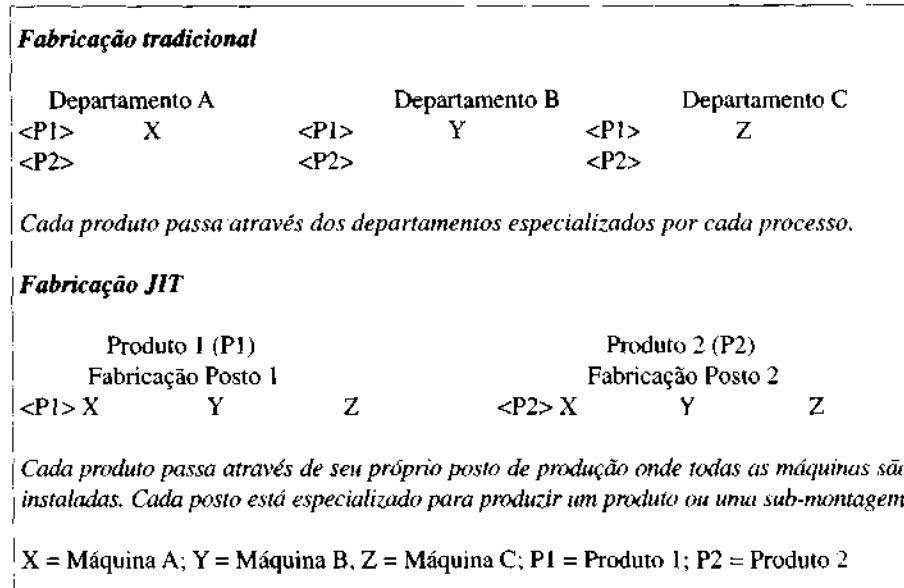 Fabricação tradicional
Departamento A Departamento B Departamento C
<P1> X <P1> Y <P1> Z
<P2> <P2> <P2>
Cada produto passa através dos departamentos especializados por cada processo.
Fabricação JIT
Produto 1 (P1) Produto 2 (P2)
Fabricação Posto 1 Fabricação Posto 2
<P1> X Y Z <P2> X Y Z
Cada produto passa através de seu próprio posto de produção onde todas as máquinas são
instaladas. Cada posto está especializado para produzir um produto ou uma sub-montagem
X = Máquina A; Y = Máquina B, Z = Máquina C; P1 = Produto 1; P2 = Produto 2